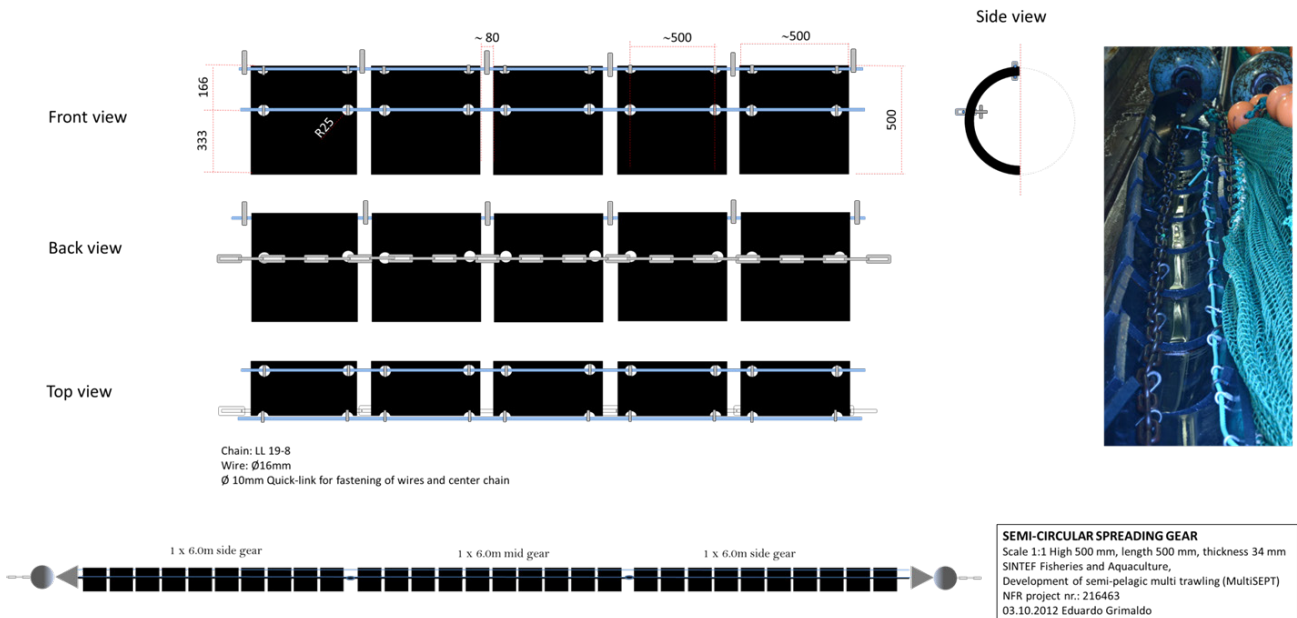 Side view
~ 80
~500
~500
166
Front view
R25
500
333
Back view
Top view
Chain: LL 19-8
Wire: Ø16mm
Ø 10mm Quick-link for fastening of wires and center chain
1 x 6.0m side gear
1 x 6.0m mid gear
1 x 6.0m side gear
SEMI-CIRCULAR SPREADING GEAR
Scale 1:1 High 500 mm, length 500 mm, thickness 34 mm
SINTEF Fisheries and Aquaculture,
Development of semi-pelagic multi trawling (MultiSEPT)
NFR project nr.: 216463
03.10.2012 Eduardo Grimaldo